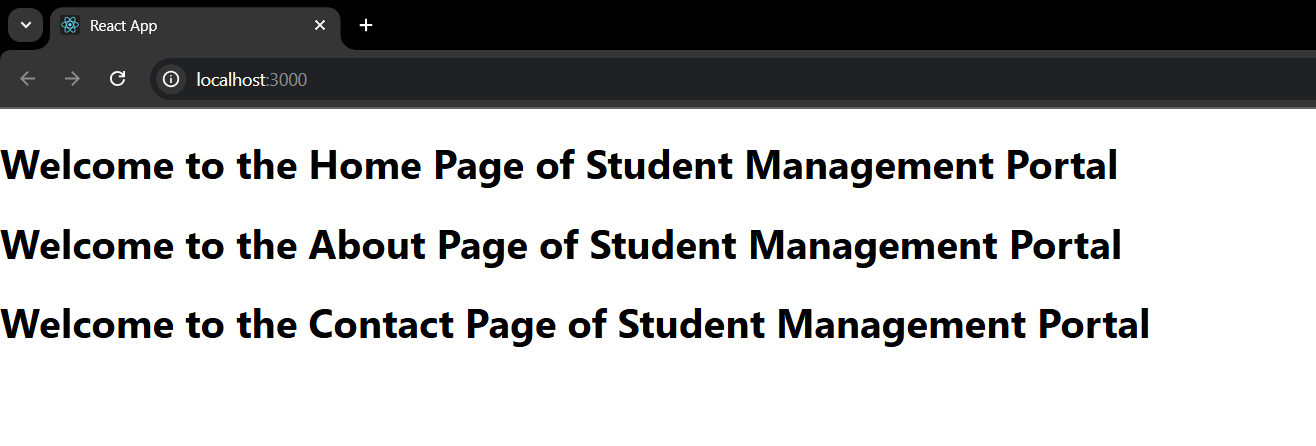 React App
localhost:3000
Welcome to the Home Page of Student Management Portal
Welcome to the About Page of Student Management Portal
Welcome to the Contact Page of Student Management Portal